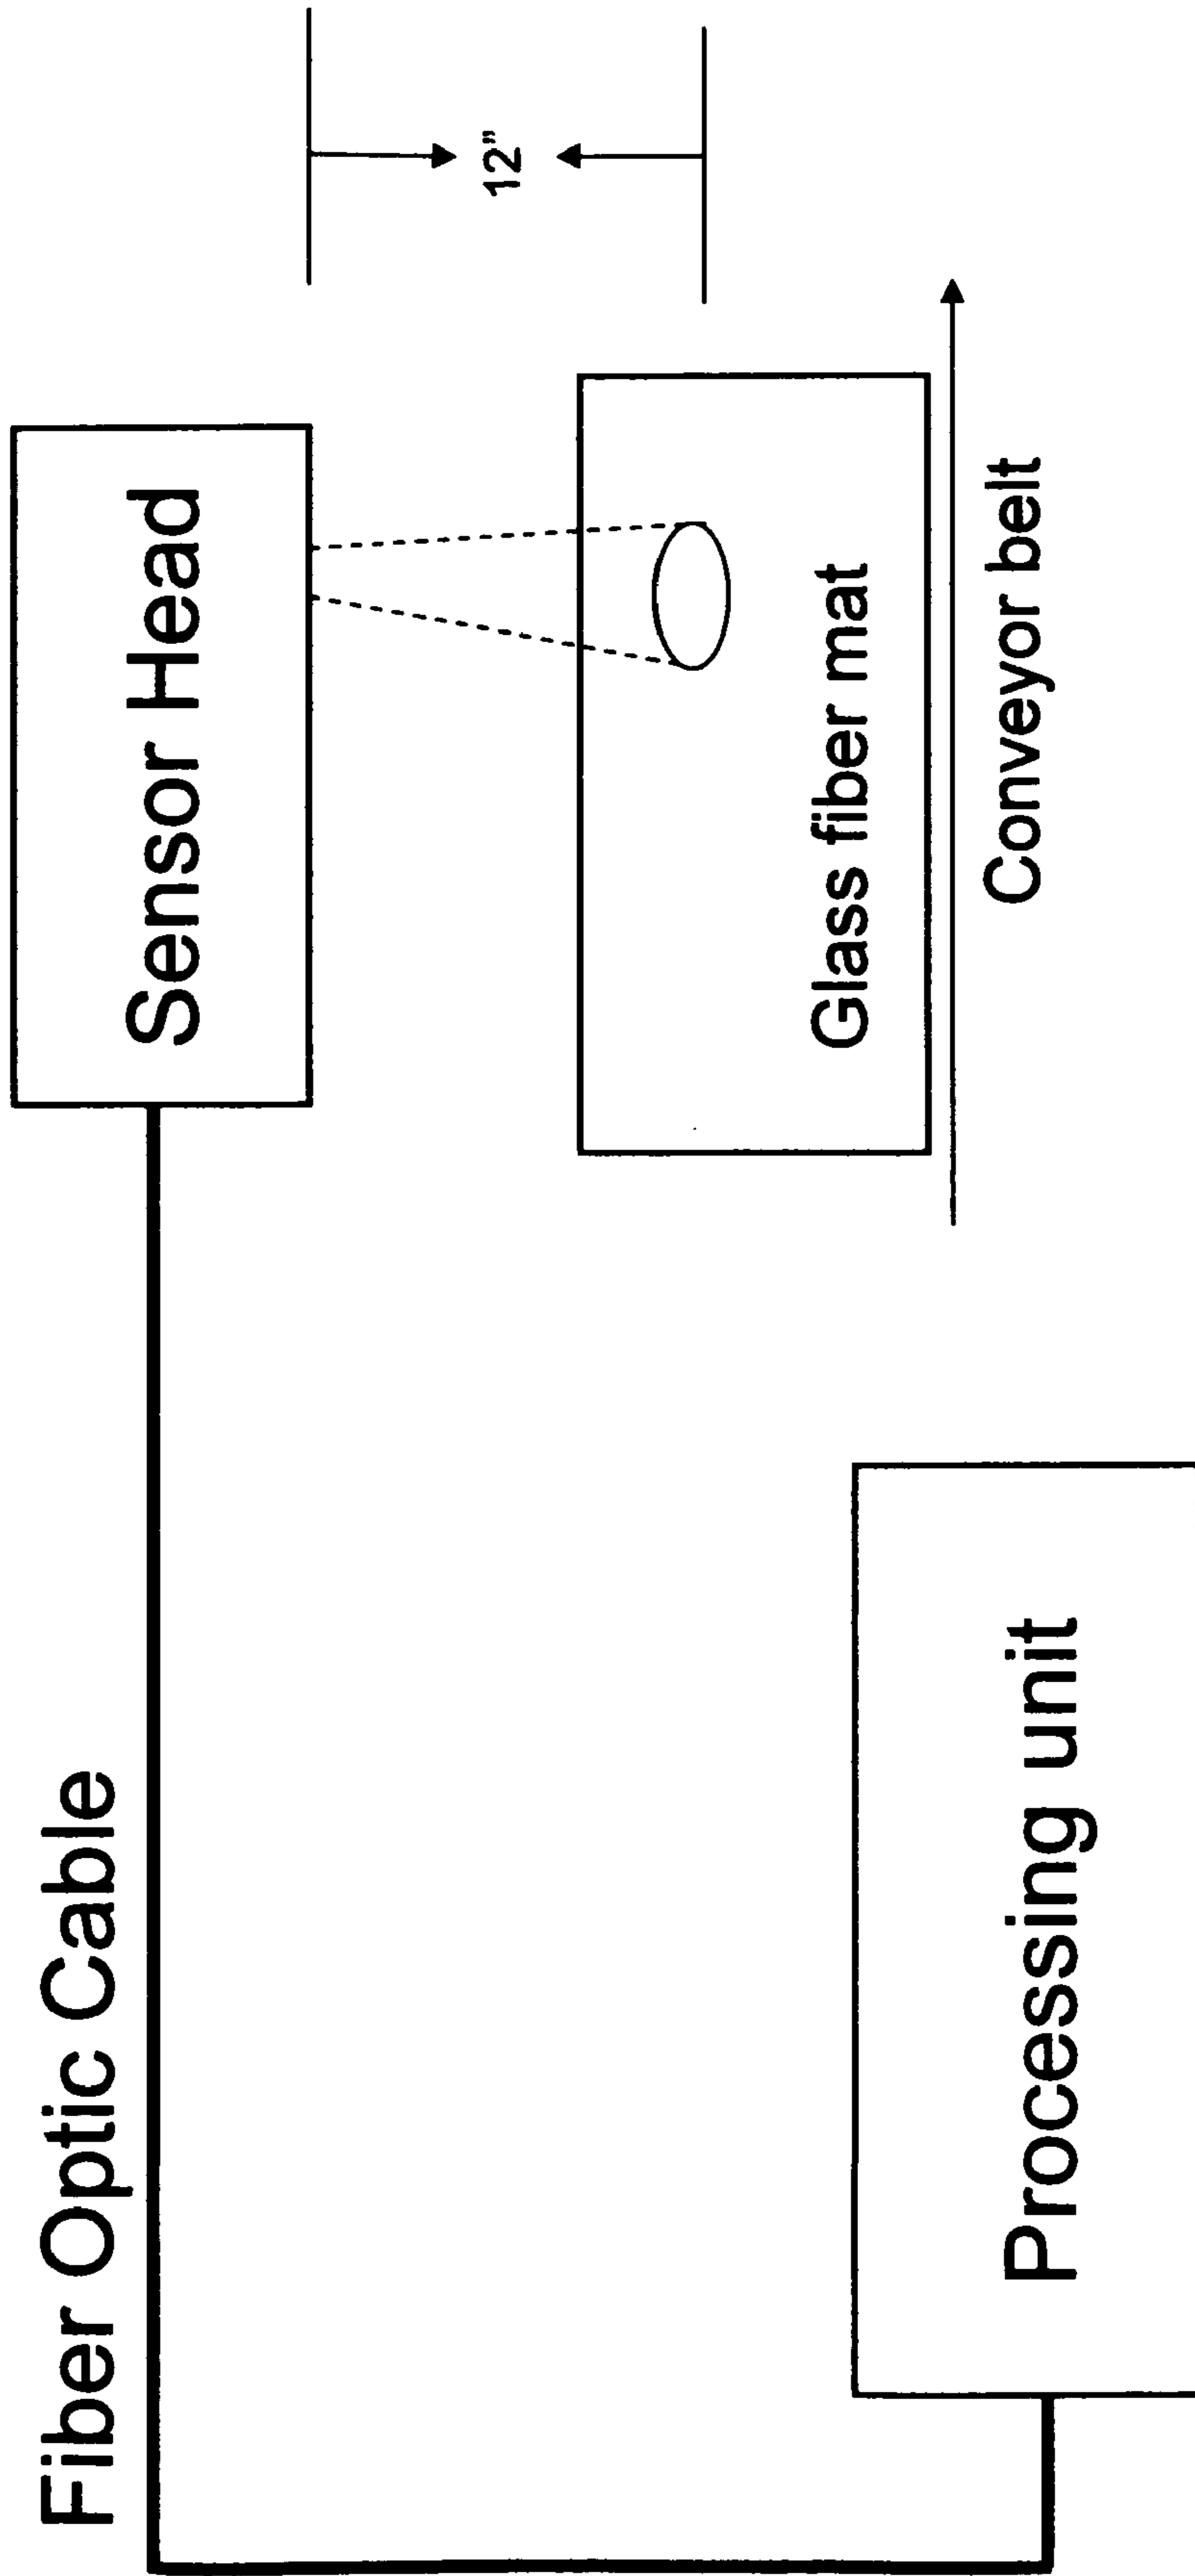 Fiber Optic Cable
Sensor Head
12"
Glass fiber mat
Conveyor belt
Processing unit